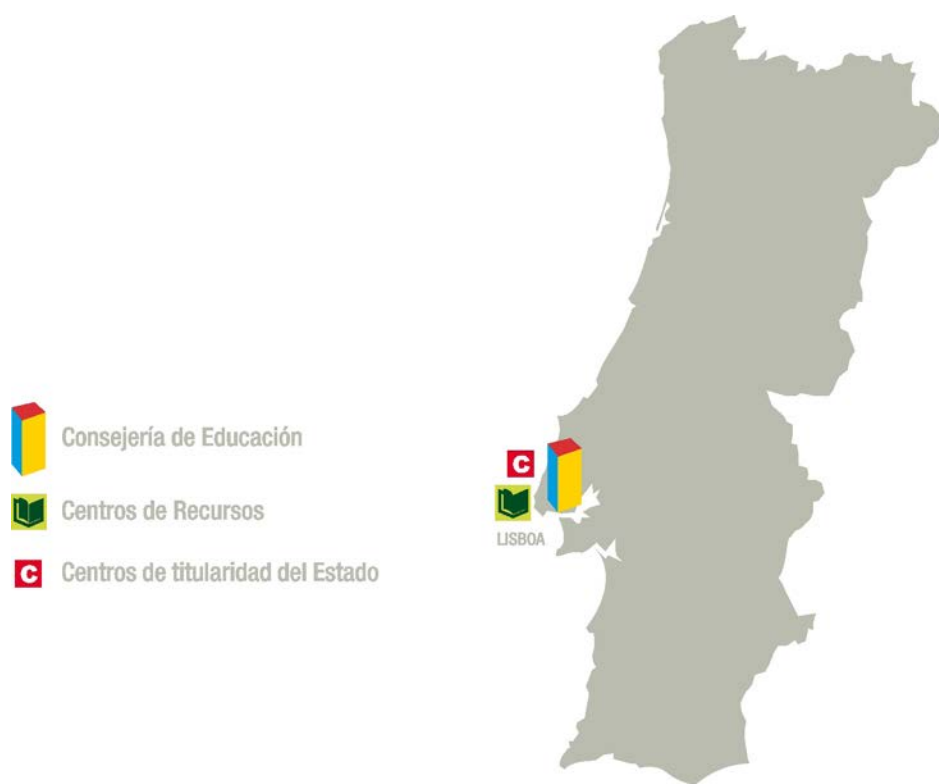 Consejería de Educación
Centros de Recursos
C Centros de titularidad del Estado
C
LISBOA